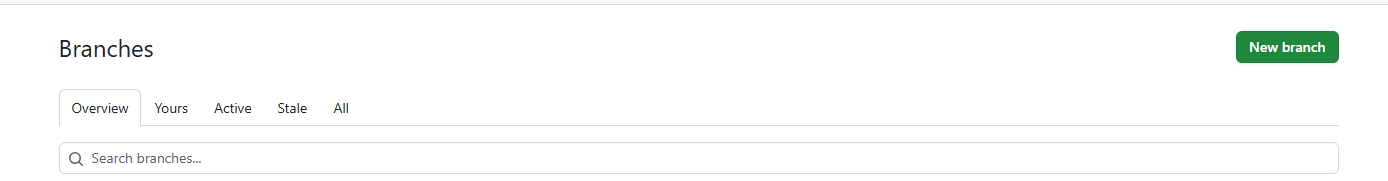 Branches
New branch
Overview Yours Active Stale All
Search branches...